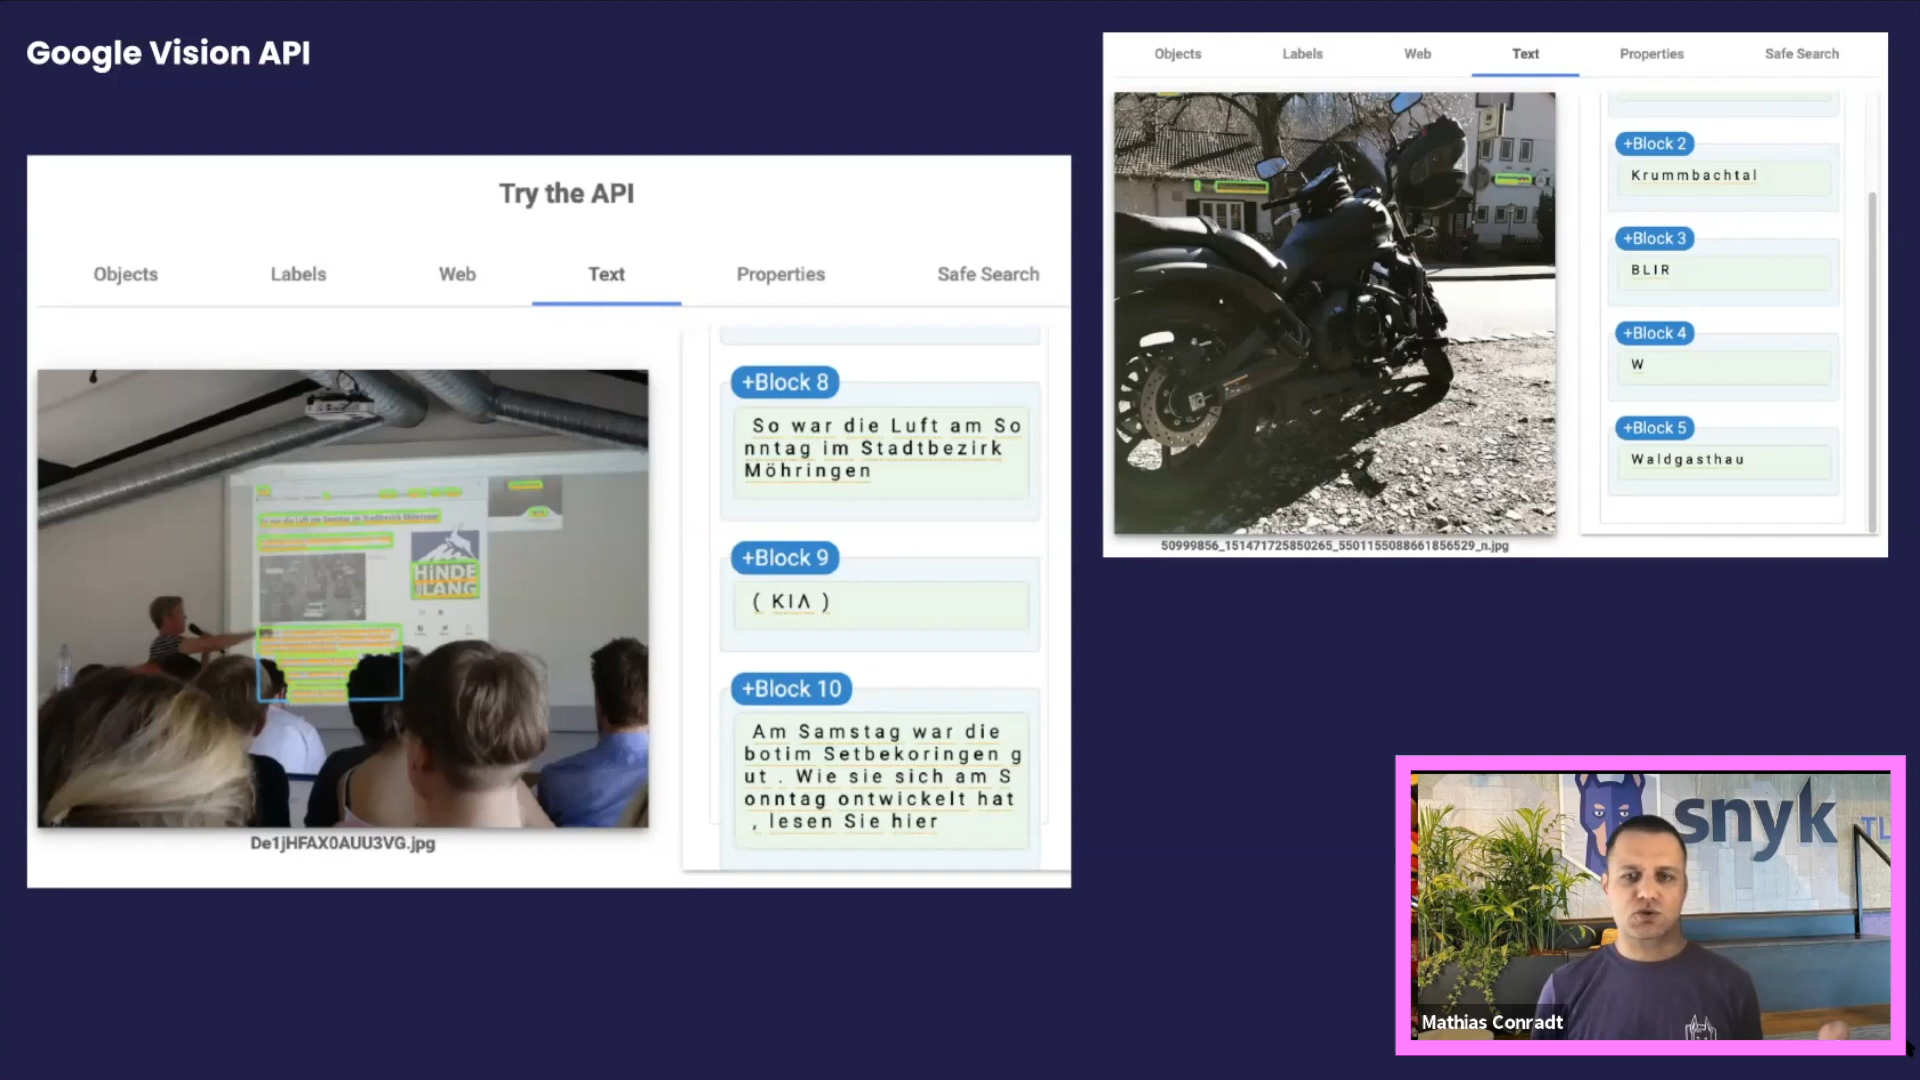 Google Vision API
Try the API
Objects Labels Web Text Properties Safe Search
HINDE
LANG
De1jHFAX0AUU3VG.jpg
+Block 8
So war die Luft am So
nntag im Stadtbezirk
Möhringen
+Block 9
( KIΛ )
+Block 10
Am Samstag war die
botim Setbekoringen g
ut . Wie sie sich am S
onntag ontwickelt hat
, lesen Sie hier
Objects Labels Web Text Properties Safe Search
+Block 2
Krummbachtal
+Block 3
BLIR
+Block 4
W
+Block 5
Waldgasthau
50999856_151471725850265_5501155088661856529_n.jpg
snyk
TL
Mathias Conradt